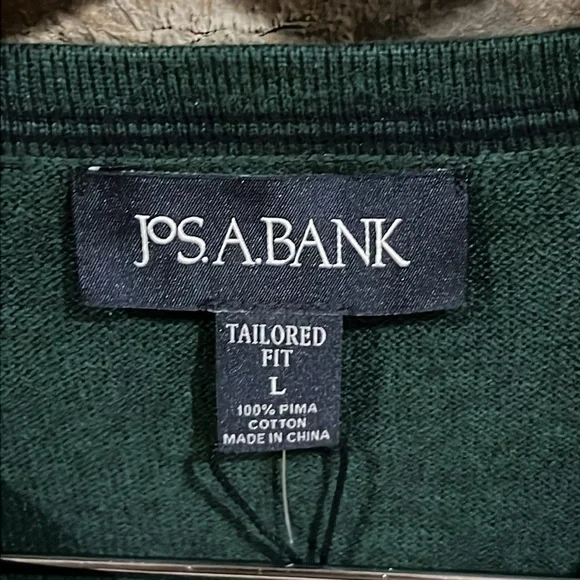 JOS.A.BANK
TAILORED
FIT
L
100% PIMA
COTTON
MADE IN CHINA